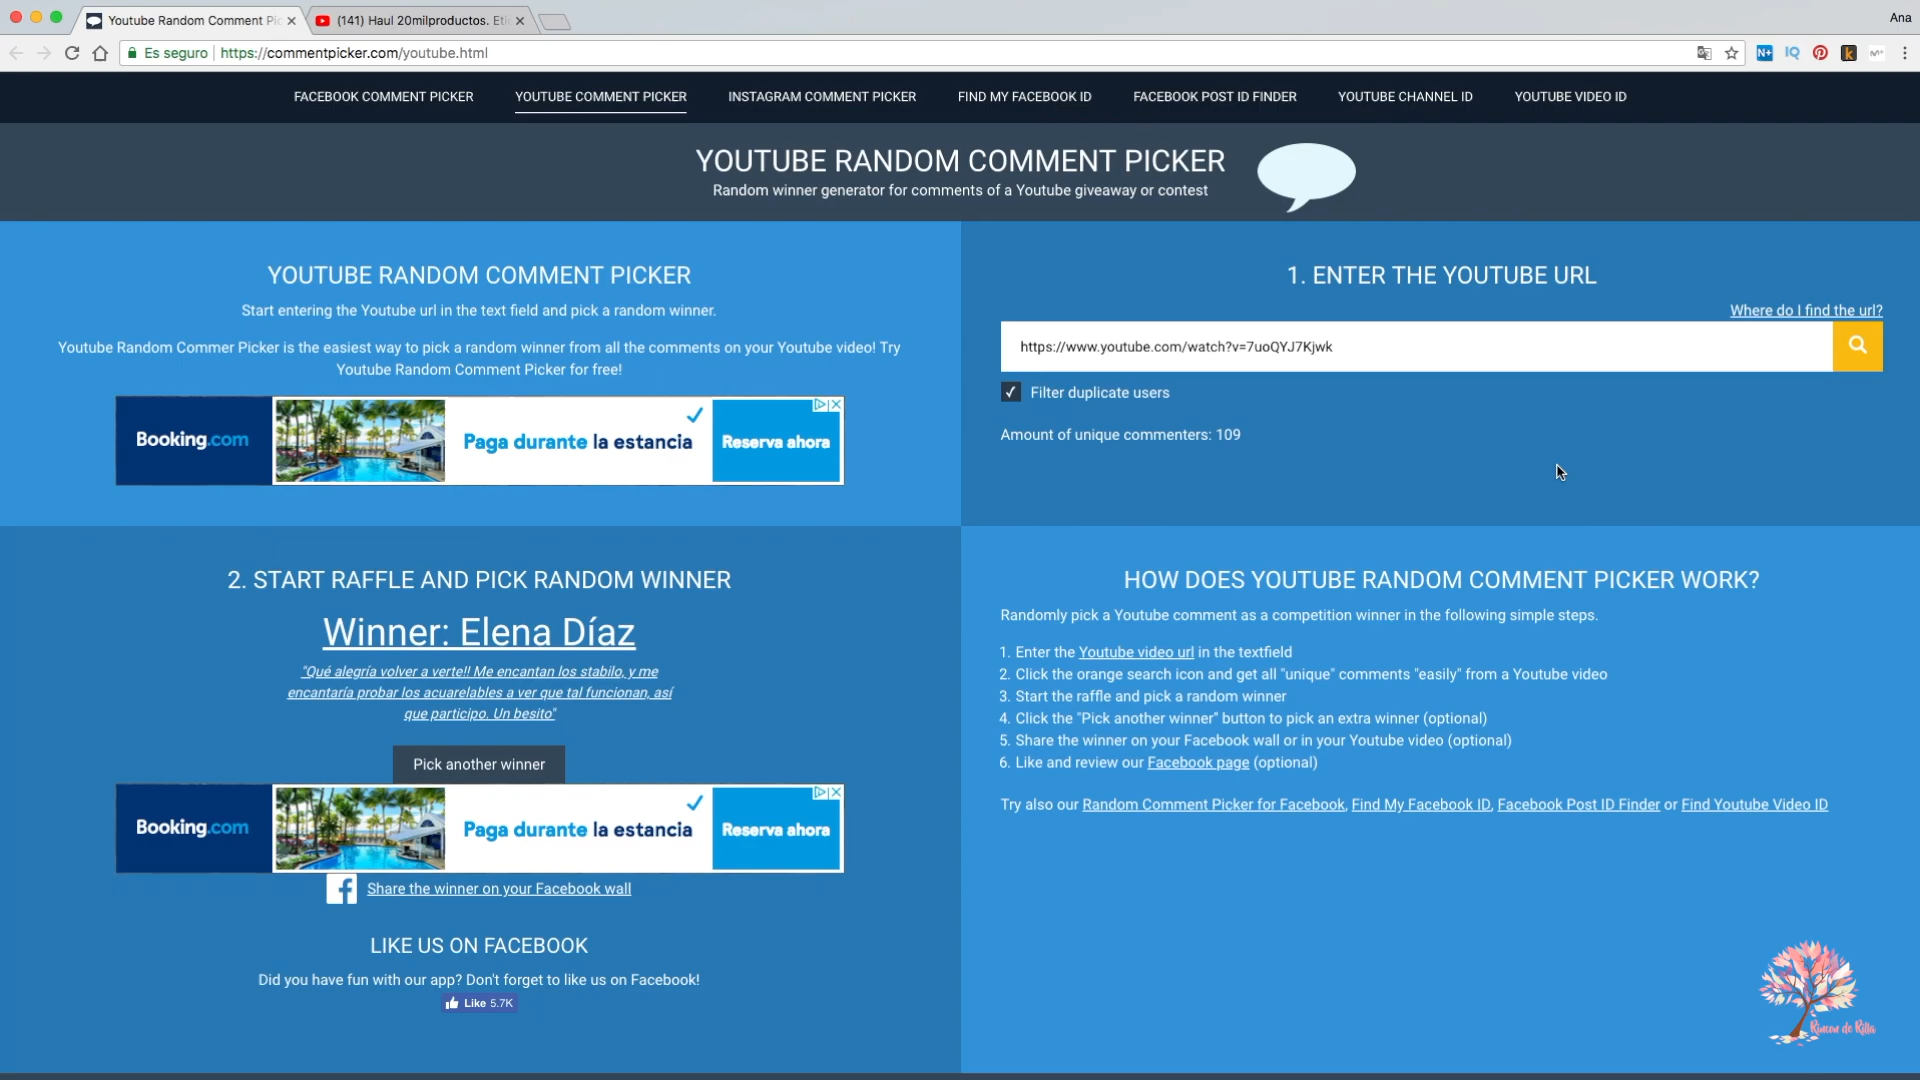 Youtube Random Comment Pic
(141) Haul 20milproductos. Etic
Ana
Es seguro
https://commentpicker.com/youtube.html
FACEBOOK COMMENT PICKER
YOUTUBE COMMENT PICKER
INSTAGRAM COMMENT PICKER
FIND MY FACEBOOK ID
FACEBOOK POST ID FINDER
YOUTUBE CHANNEL ID
YOUTUBE VIDEO ID
YOUTUBE RANDOM COMMENT PICKER
Random winner generator for comments of a Youtube giveaway or contest
YOUTUBE RANDOM COMMENT PICKER
Start entering the Youtube url in the text field and pick a random winner.
Youtube Random Commer Picker is the easiest way to pick a random winner from all the comments on your Youtube video! Try
Youtube Random Comment Picker for free!
Booking.com
Paga durante la estancia
Reserva ahora
1. ENTER THE YOUTUBE URL
Where do I find the url?
https://www.youtube.com/watch?v=7uoQYJ7Kjwk
Filter duplicate users
Amount of unique commenters: 109
2. START RAFFLE AND PICK RANDOM WINNER
Winner: Elena Díaz
"Qué alegría volver a verte!! Me encantan los stabilo, y me
encantaría probar los acuarelables a ver que tal funcionan, así
que participo. Un besito"
Pick another winner
Booking.com
Paga durante la estancia
Reserva ahora
Share the winner on your Facebook wall
LIKE US ON FACEBOOK
Did you have fun with our app? Don't forget to like us on Facebook!
Like 5.7K
HOW DOES YOUTUBE RANDOM COMMENT PICKER WORK?
Randomly pick a Youtube comment as a competition winner in the following simple steps.
1. Enter the Youtube video url in the textfield
2. Click the orange search icon and get all "unique" comments "easily" from a Youtube video
3. Start the raffle and pick a random winner
4. Click the "Pick another winner" button to pick an extra winner (optional)
5. Share the winner on your Facebook wall or in your Youtube video (optional)
6. Like and review our Facebook page (optional)
Try also our Random Comment Picker for Facebook, Find My Facebook ID, Facebook Post ID Finder or Find Youtube Video ID
Rincon de Rilla